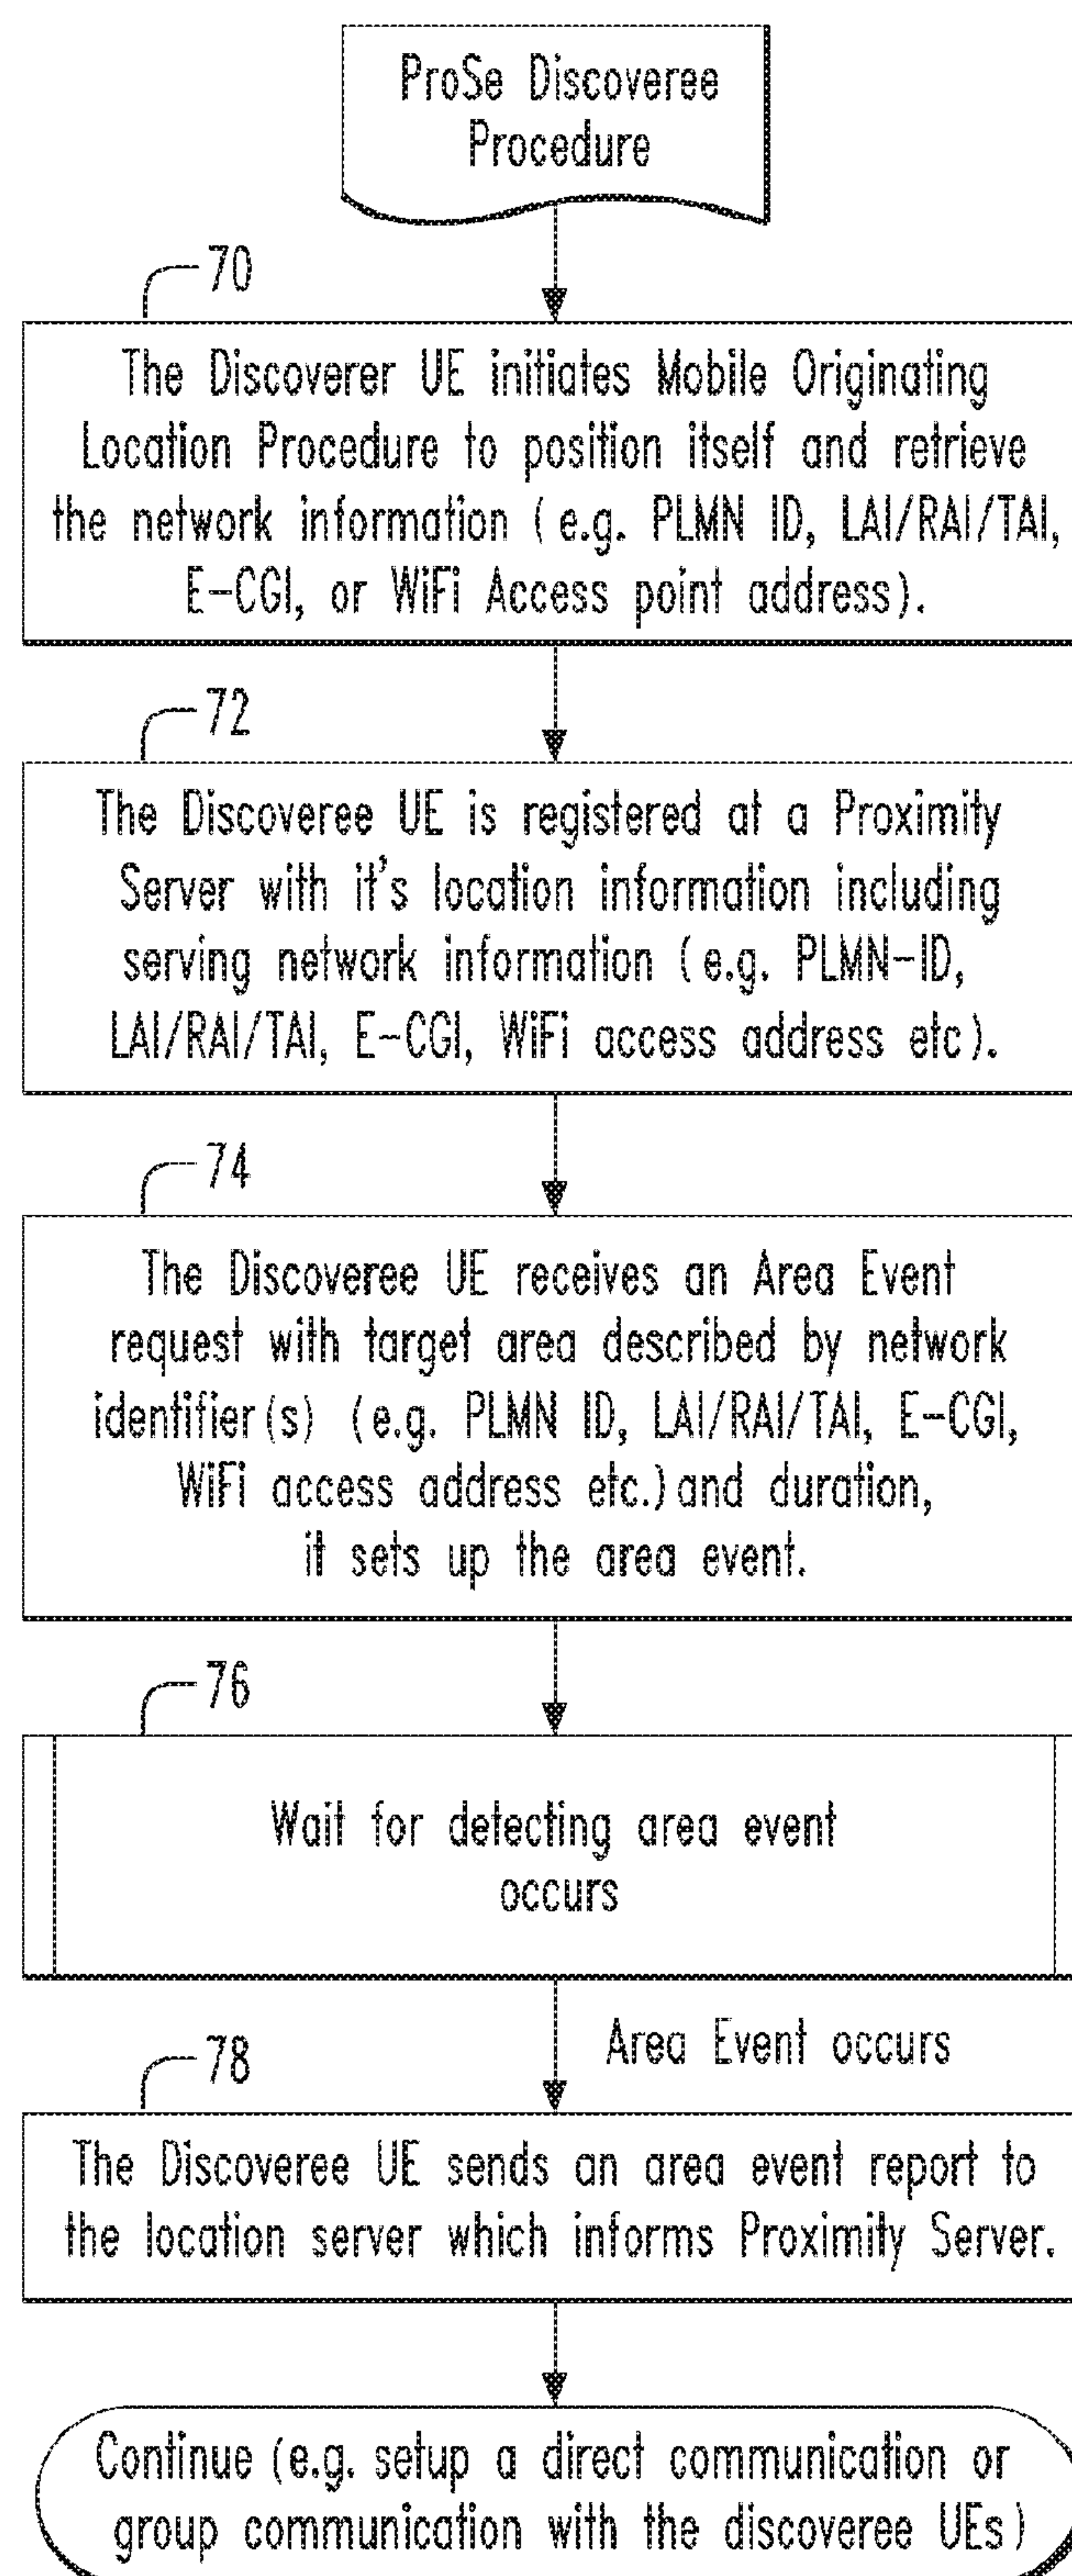 ProSe Discoveree
Procedure
70
The Discoverer UE initiates Mobile Originating
Location Procedure to position itself and retrieve
the network information (e.g. PLMN ID, LAI/RAI/TAI,
E-CGI, or WiFi Access point address).
72
The Discoveree UE is registered at a Proximity
Server with it's location information including
serving network information (e.g. PLMN-ID,
LAI/RAI/TAI, E-CGI, WiFi access address etc).
74
The Discoveree UE receives an Area Event
request with target area described by network
identifier(s) (e.g. PLMN ID, LAI/RAI/TAI, E-CGI,
WiFi access address etc.) and duration,
it sets up the area event.
76
Wait for detecting area event
occurs
Area Event occurs
78
The Discoveree UE sends an area event report to
the location server which informs Proximity Server.
Continue (e.g. setup a direct communication or
group communication with the discoveree UEs)